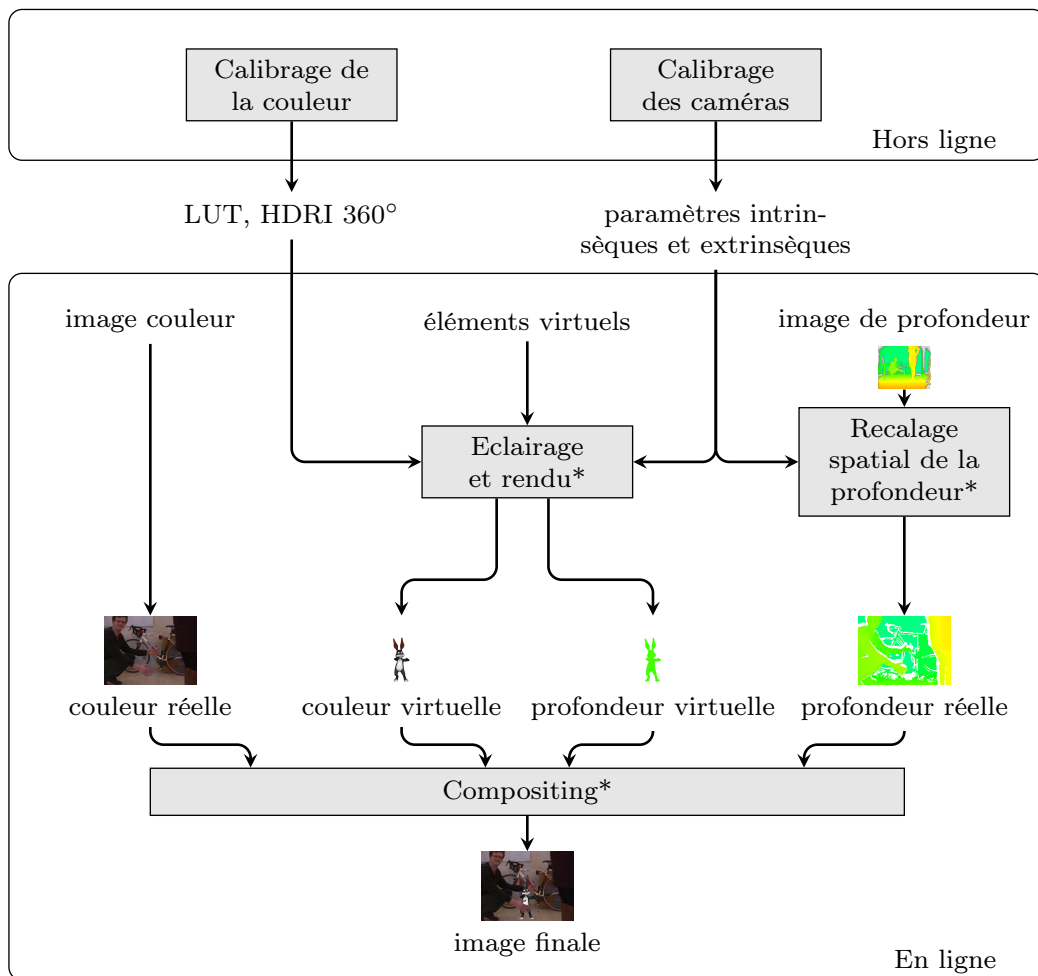 Calibrage de
la couleur
Calibrage
des caméras
Hors ligne
LUT, HDRI 360°
paramètres intrin-
sèques et extrinsèques
image couleur
éléments virtuels
image de profondeur
Eclairage
et rendu*
Recalage
spatial de la
profondeur*
couleur réelle
couleur virtuelle
profondeur virtuelle
profondeur réelle
Compositing*
image finale
En ligne